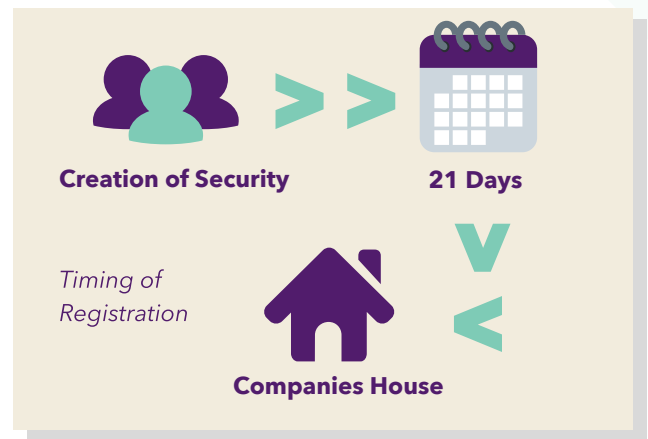 Creation of Security
21 Days
Timing of
Registration
Companies House